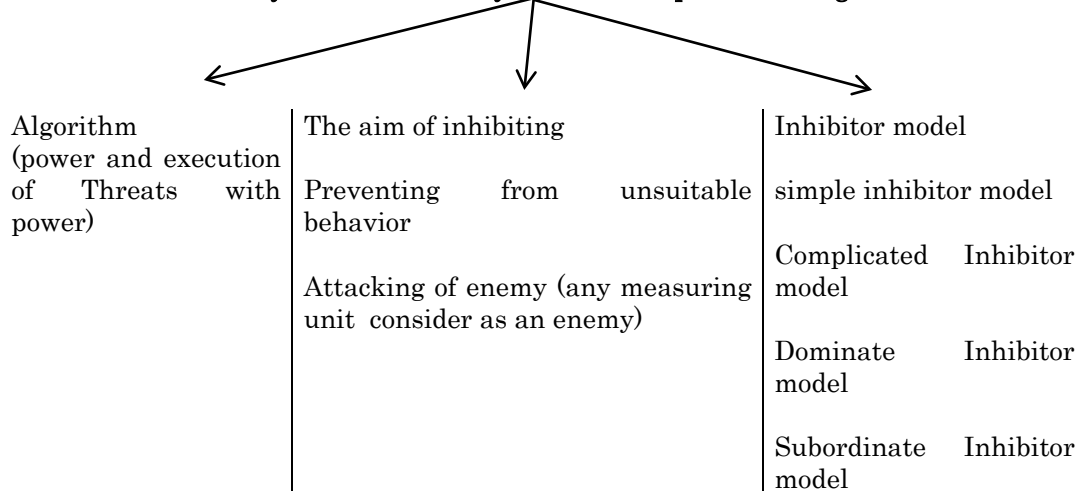 Algorithm
(power and execution
of Threats with
power)
The aim of inhibiting
Preventing from unsuitable
behavior
Attacking of enemy (any measuring
unit consider as an enemy)
Inhibitor model
simple inhibitor model
Complicated Inhibitor
model
Dominate Inhibitor
model
Subordinate Inhibitor
model